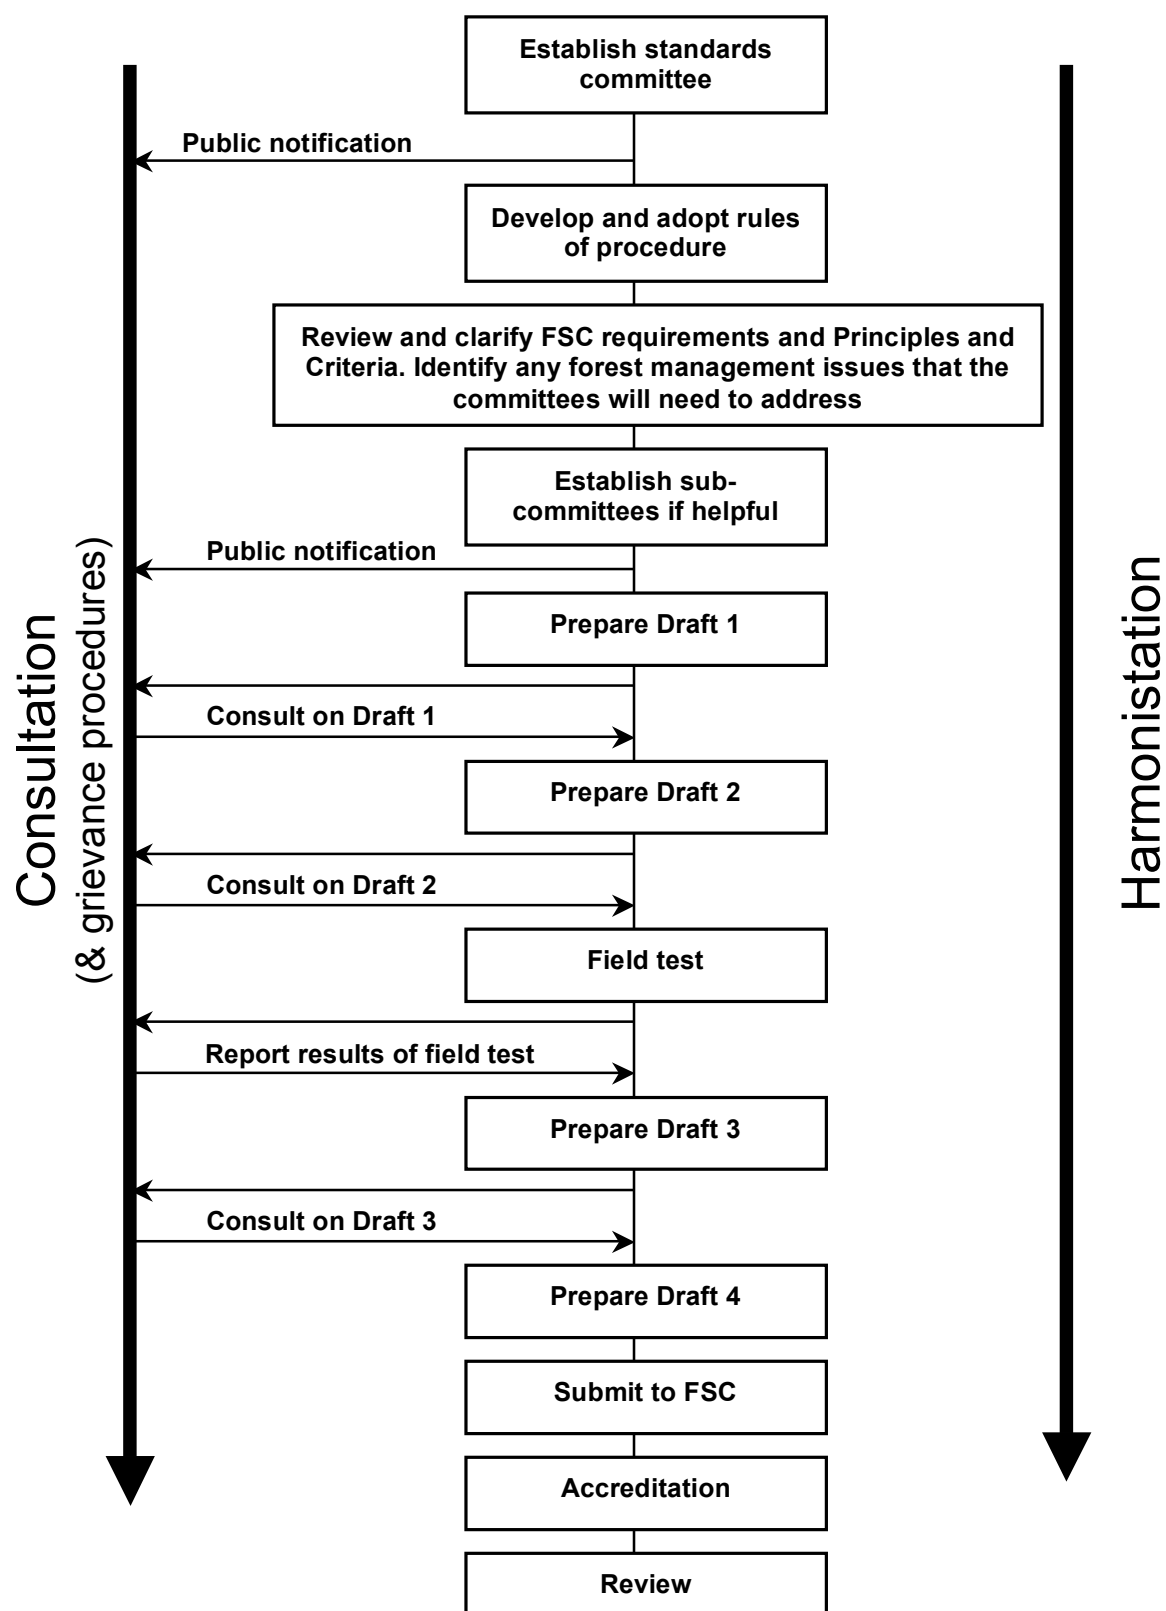 Establish standards
committee
Public notification
Develop and adopt rules
of procedure
Review and clarify FSC requirements and Principles and
Criteria. Identify any forest management issues that the
committees will need to address
Establish sub-
committees if helpful
Public notification
Prepare Draft 1
Consult on Draft 1
Prepare Draft 2
Consult on Draft 2
Field test
Report results of field test
Prepare Draft 3
Consult on Draft 3
Prepare Draft 4
Submit to FSC
Accreditation
Review
Consultation
(& grievance procedures)
Harmonistation